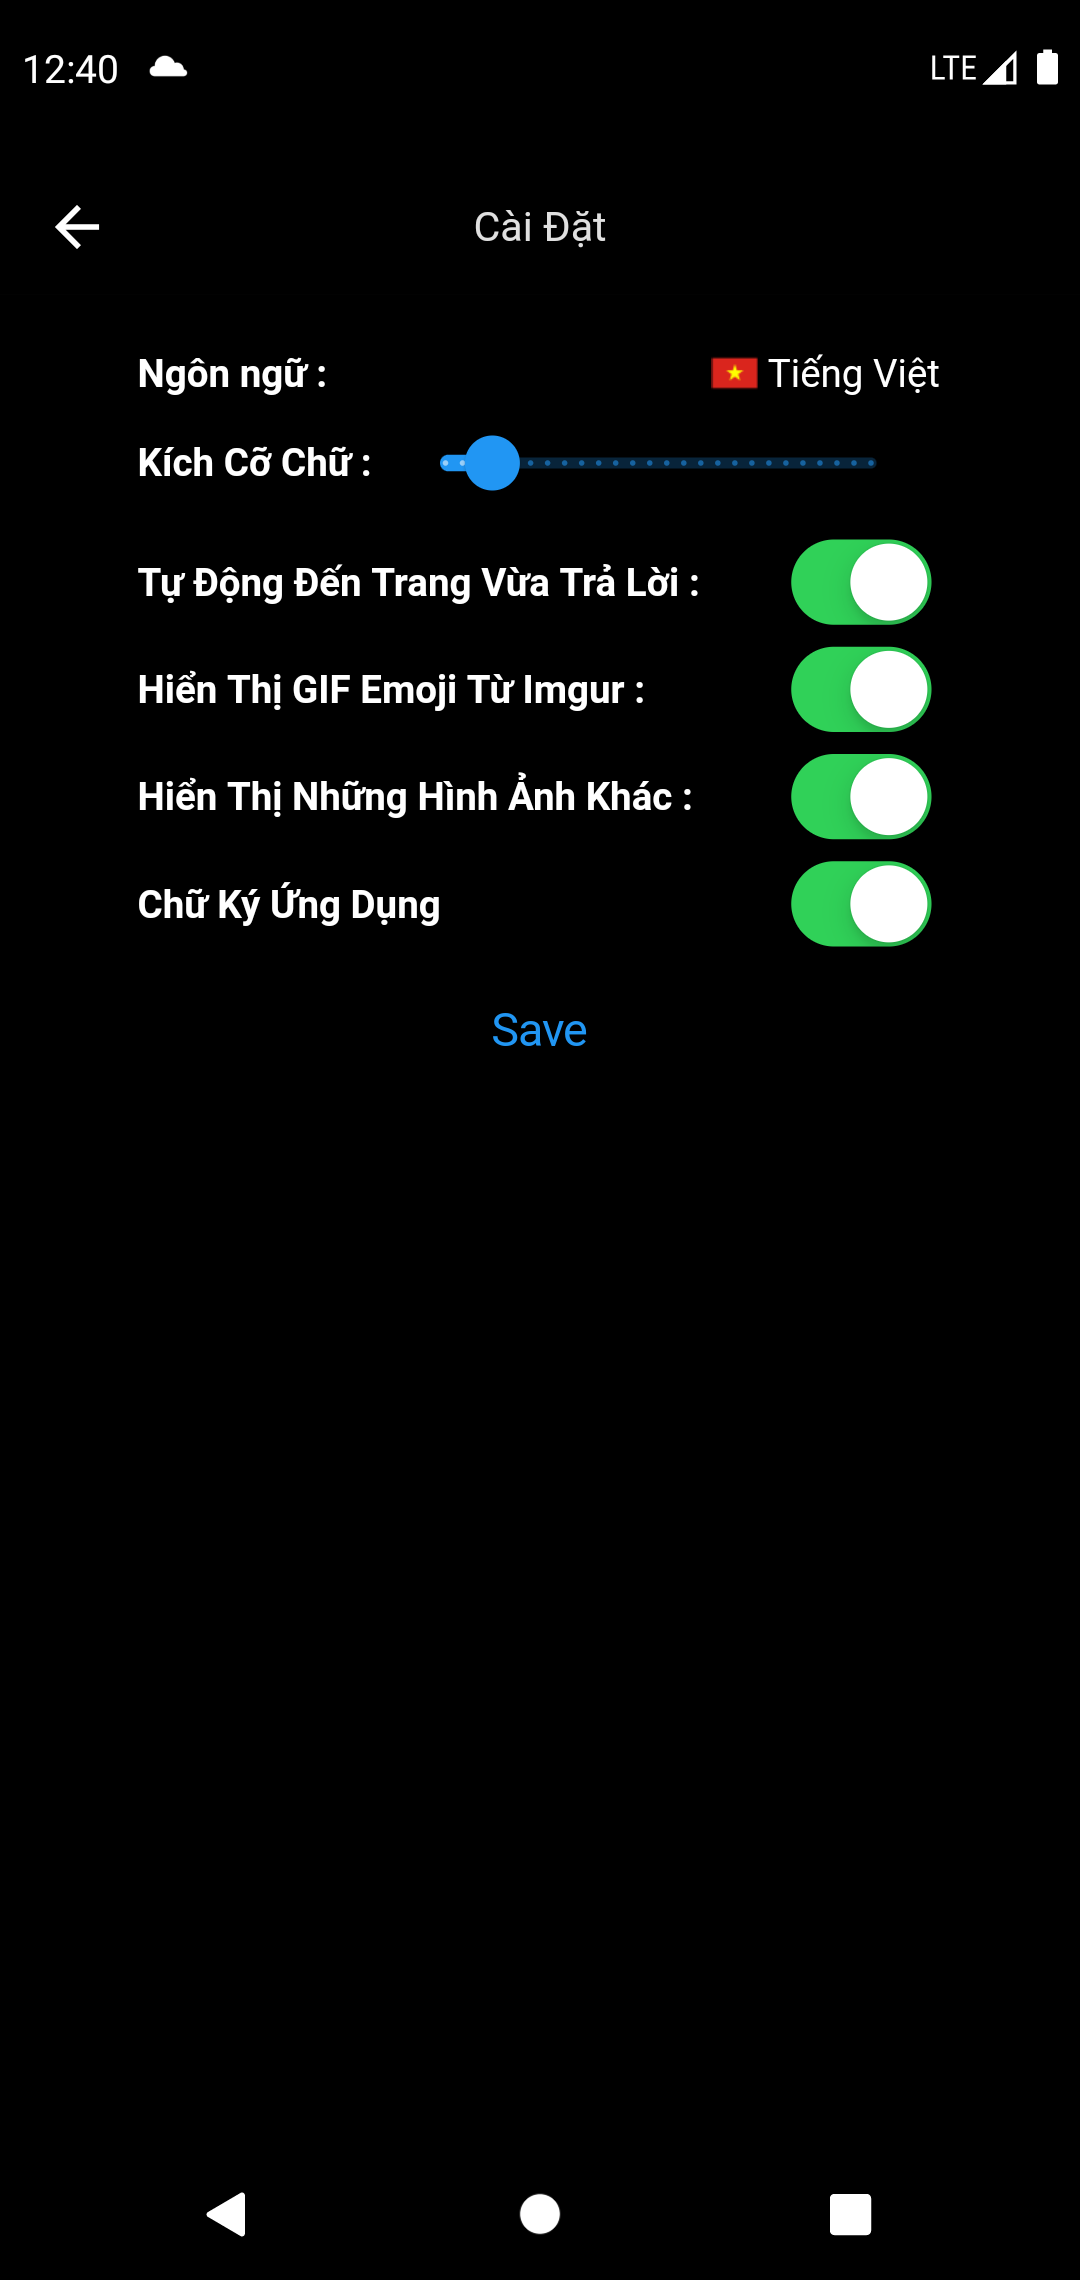 12:40
LTE
Cài Đặt
Ngôn ngữ :
Tiếng Việt
Kích Cỡ Chữ :
Tự Động Đến Trang Vừa Trả Lời :
Hiển Thị GIF Emoji Từ Imgur :
Hiển Thị Những Hình Ảnh Khác :
Chữ Ký Ứng Dụng
Save